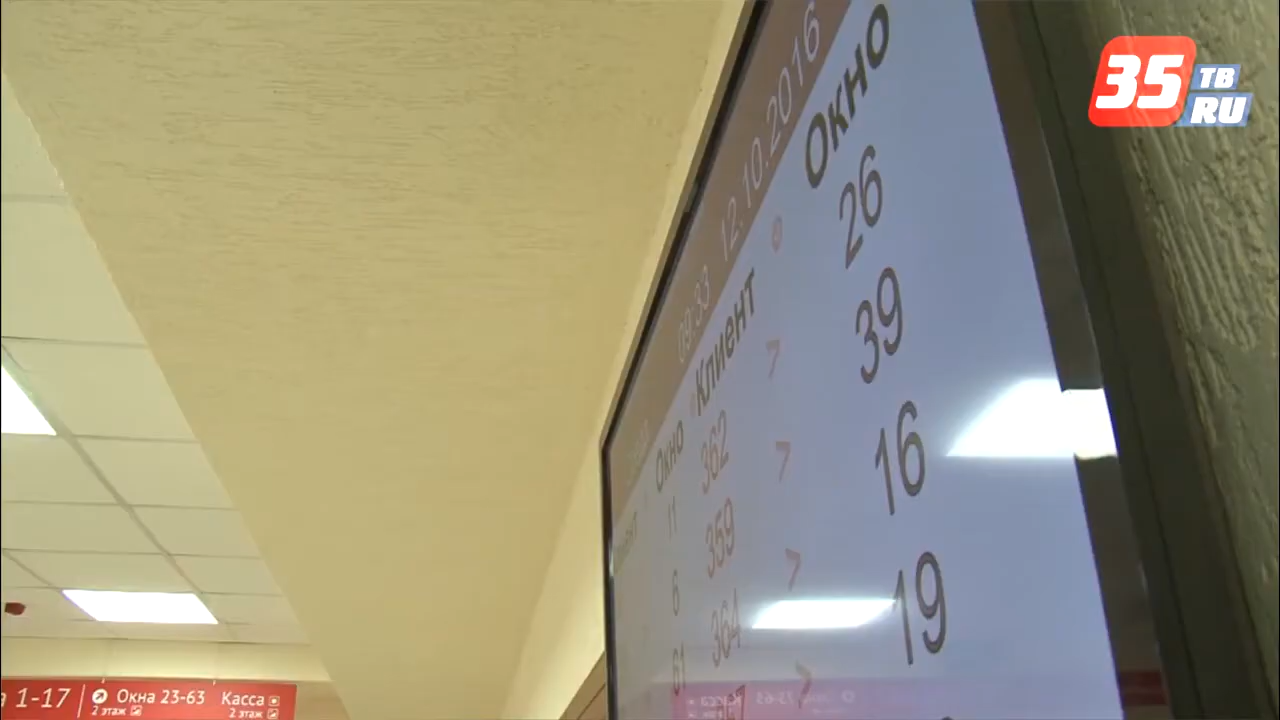 35 ТВ
RU
09:33 12.10.2016
Окно Клиент Окно
11 362 > 26
6 359 > 39
61 364 > 16
> 19
1-17 Окна 23-63 Касса
2 этаж 2 этаж